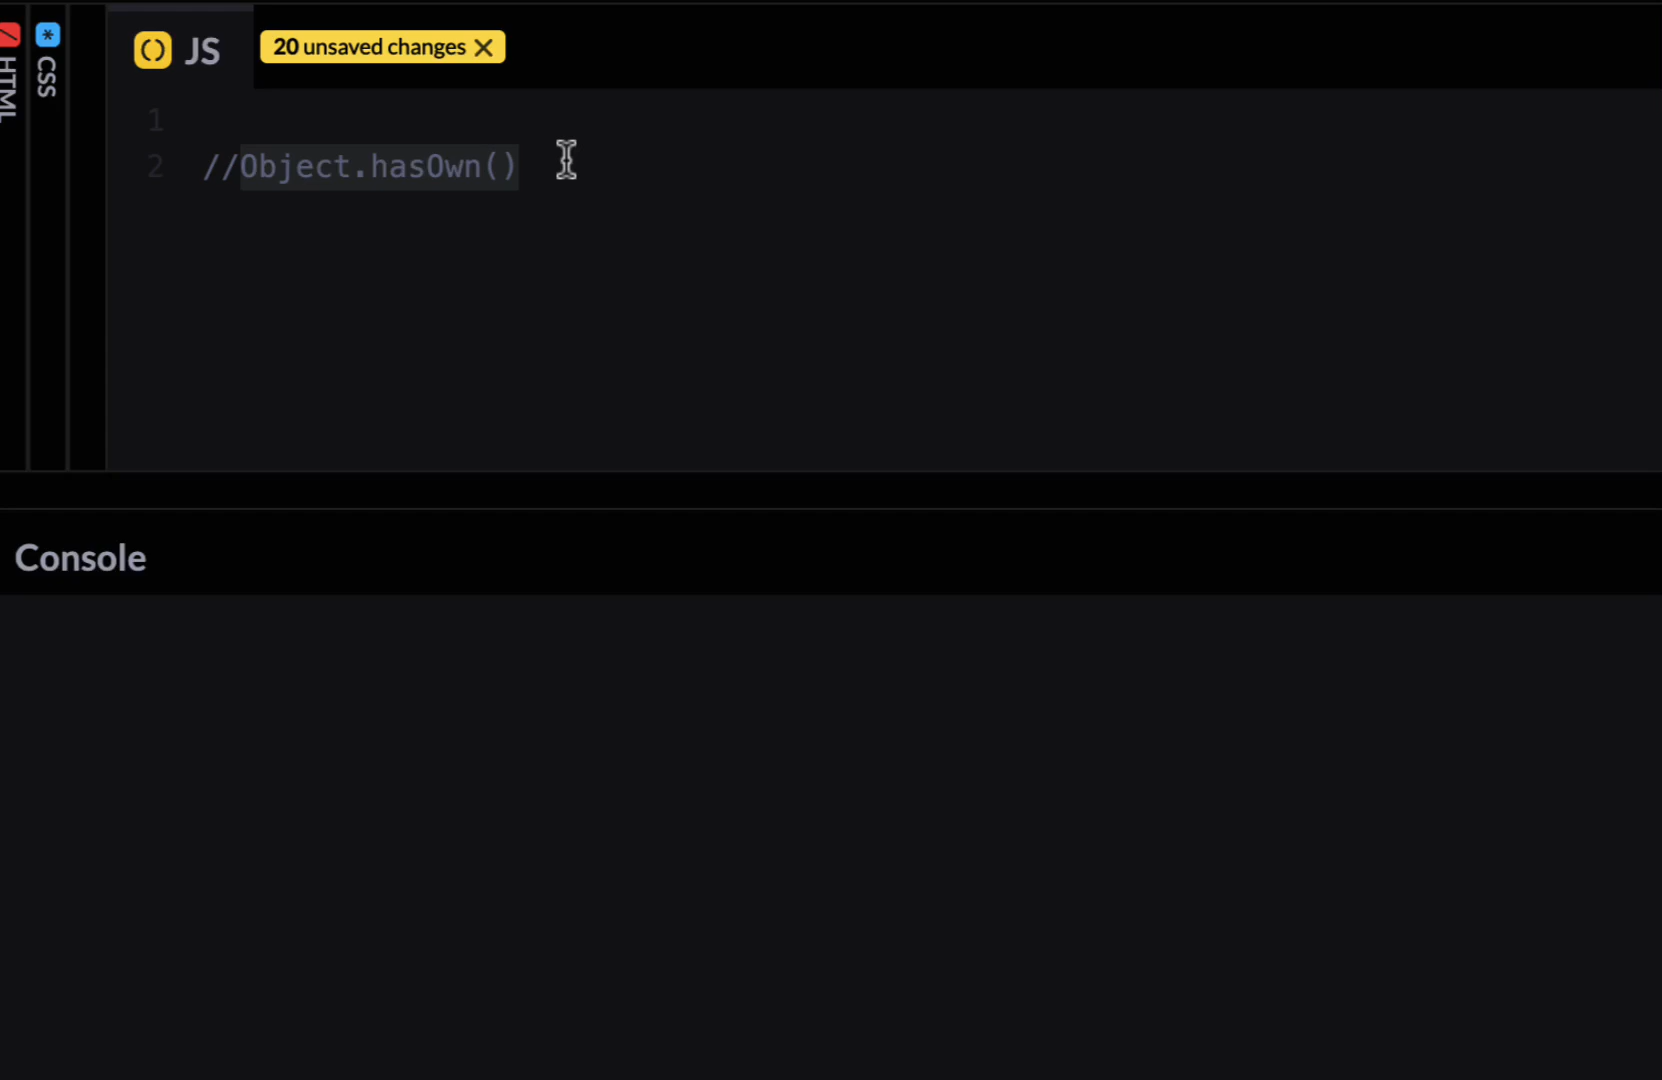 HTML
CSS
JS
20 unsaved changes
1
2
//Object.hasOwn()
Console